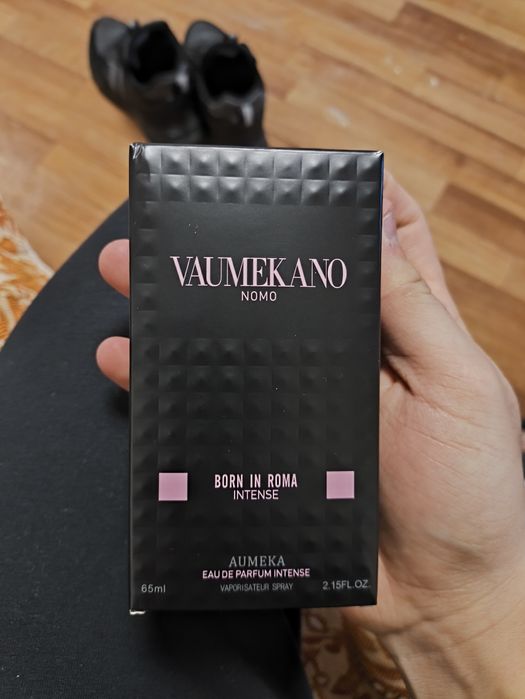 VAUMEKANO
NOMO
BORN IN ROMA
INTENSE
AUMEKA
EAU DE PARFUM INTENSE
65ml VAPORISATEUR SPRAY 2.15FL.OZ.